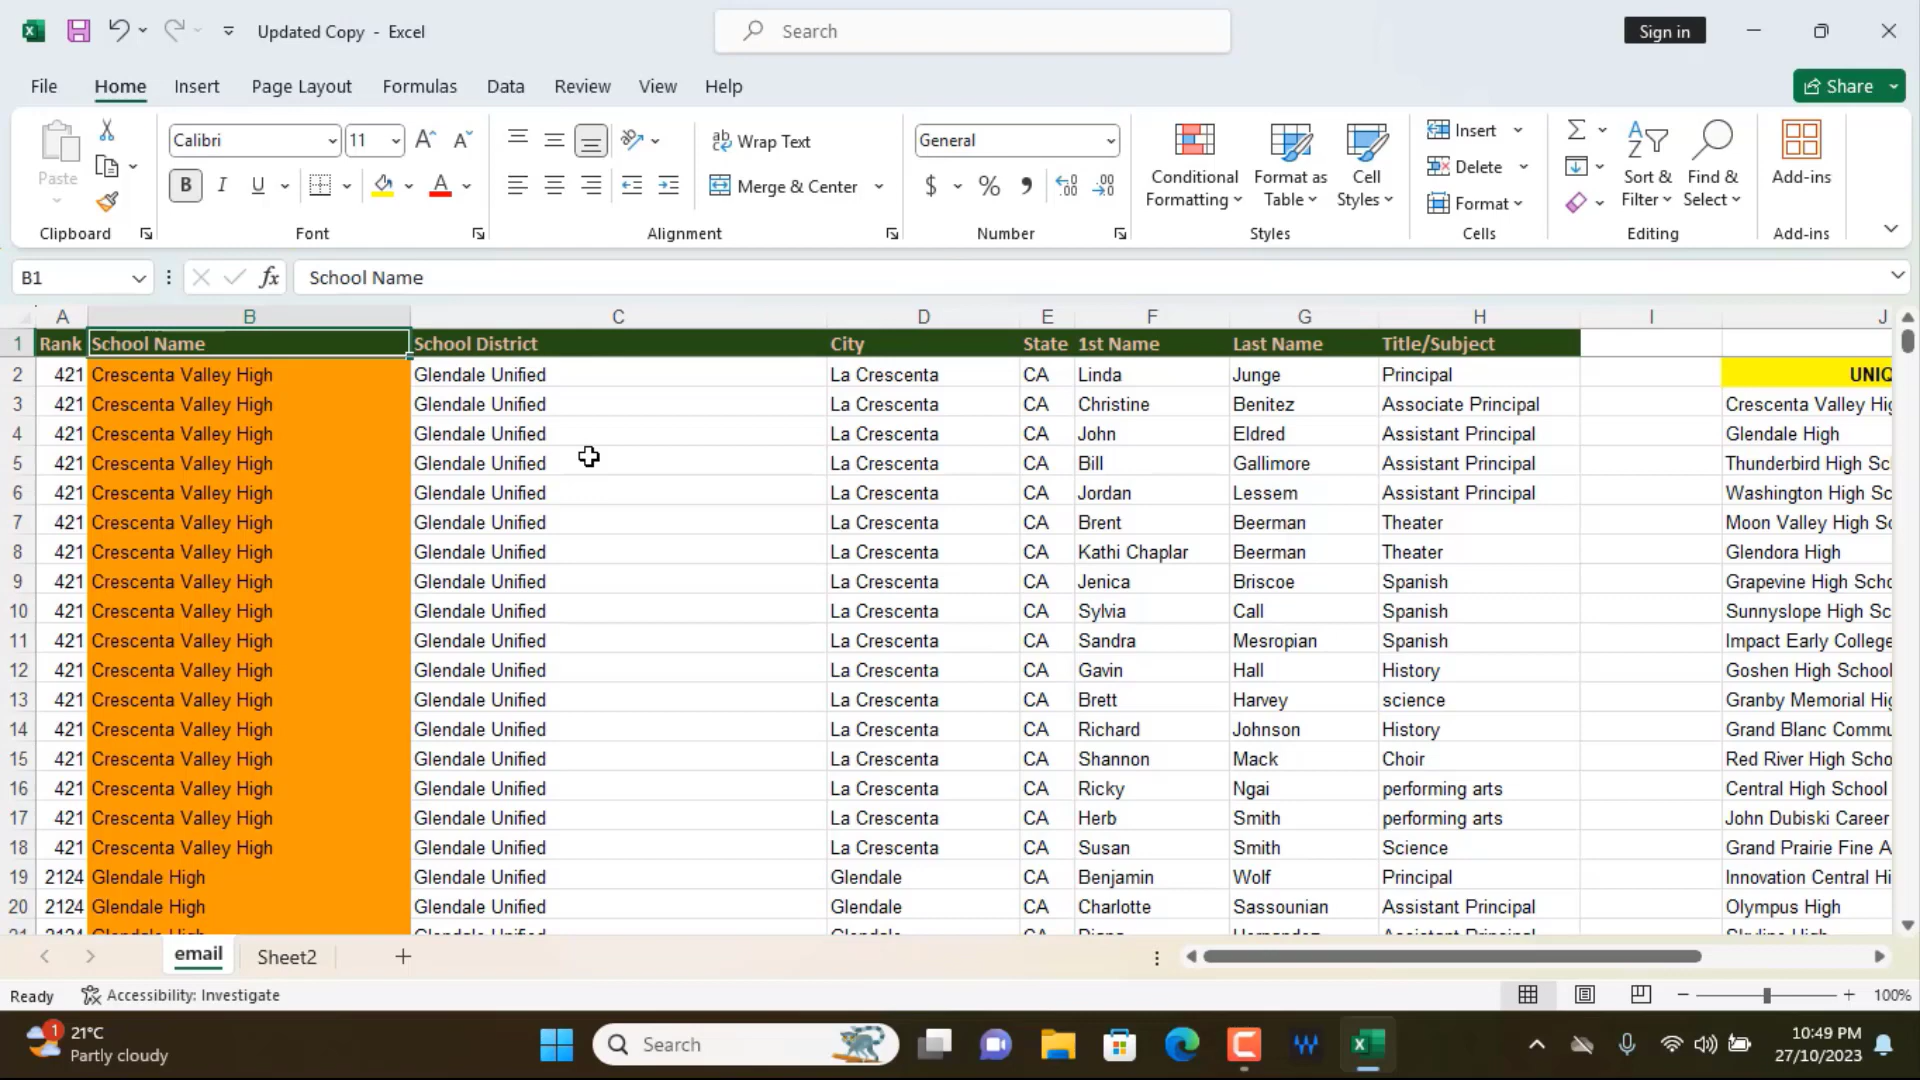 Updated Copy - Excel
Search
Sign in
File Home Insert Page Layout Formulas Data Review View Help
Share
Paste
Calibri 11
B I U
Wrap Text
Merge & Center
General
$ % 9
Conditional Formatting
Format as Table
Cell Styles
Insert
Delete
Format
Sort & Filter
Find & Select
Add-ins
Clipboard Font Alignment Number Styles Cells Editing Add-ins
B1 fx School Name
A B C D E F G H I J
1 Rank School Name School District City State 1st Name Last Name Title/Subject
2 421 Crescenta Valley High Glendale Unified La Crescenta CA Linda Junge Principal UNIQ
3 421 Crescenta Valley High Glendale Unified La Crescenta CA Christine Benitez Associate Principal Crescenta Valley Hig
4 421 Crescenta Valley High Glendale Unified La Crescenta CA John Eldred Assistant Principal Glendale High
5 421 Crescenta Valley High Glendale Unified La Crescenta CA Bill Gallimore Assistant Principal Thunderbird High Sc
6 421 Crescenta Valley High Glendale Unified La Crescenta CA Jordan Lessem Assistant Principal Washington High Sc
7 421 Crescenta Valley High Glendale Unified La Crescenta CA Brent Beerman Theater Moon Valley High Sc
8 421 Crescenta Valley High Glendale Unified La Crescenta CA Kathi Chaplar Beerman Theater Glendora High
9 421 Crescenta Valley High Glendale Unified La Crescenta CA Jenica Briscoe Spanish Grapevine High Scho
10 421 Crescenta Valley High Glendale Unified La Crescenta CA Sylvia Call Spanish Sunnyslope High Sc
11 421 Crescenta Valley High Glendale Unified La Crescenta CA Sandra Mesropian Spanish Impact Early College
12 421 Crescenta Valley High Glendale Unified La Crescenta CA Gavin Hall History Goshen High School
13 421 Crescenta Valley High Glendale Unified La Crescenta CA Brett Harvey science Granby Memorial Hig
14 421 Crescenta Valley High Glendale Unified La Crescenta CA Richard Johnson History Grand Blanc Commu
15 421 Crescenta Valley High Glendale Unified La Crescenta CA Shannon Mack Choir Red River High Scho
16 421 Crescenta Valley High Glendale Unified La Crescenta CA Ricky Ngai performing arts Central High School
17 421 Crescenta Valley High Glendale Unified La Crescenta CA Herb Smith performing arts John Dubiski Career
18 421 Crescenta Valley High Glendale Unified La Crescenta CA Susan Smith Science Grand Prairie Fine A
19 2124 Glendale High Glendale Unified Glendale CA Benjamin Wolf Principal Innovation Central Hi
20 2124 Glendale High Glendale Unified Glendale CA Charlotte Sassounian Assistant Principal Olympus High
email Sheet2
Ready Accessibility: Investigate 100%
1 21°C
Partly cloudy
Search
10:49 PM
27/10/2023